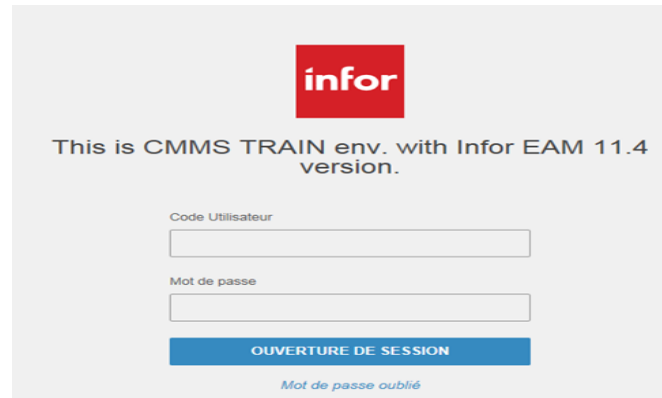 infor
This is CMMS TRAIN env. with Infor EAM 11.4
version.
Code Utilisateur
Mot de passe
OUVERTURE DE SESSION
Mot de passe oublié